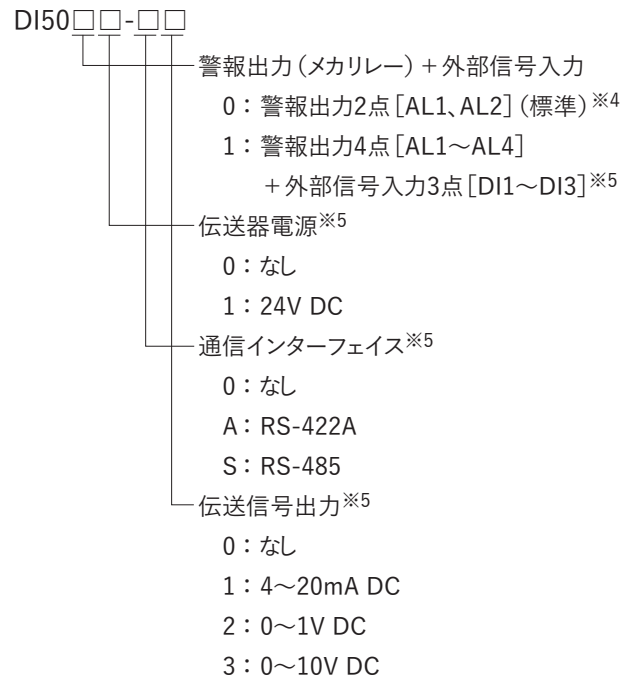 DI50□□-□□
警報出力（メカリレー）＋外部信号入力
0：警報出力2点［AL1、AL2］（標準）※4
1：警報出力4点［AL1～AL4］
＋外部信号入力3点［DI1～DI3］※5
伝送器電源※5
0：なし
1：24V DC
通信インターフェイス※5
0：なし
A：RS-422A
S：RS-485
伝送信号出力※5
0：なし
1：4～20mA DC
2：0～1V DC
3：0～10V DC